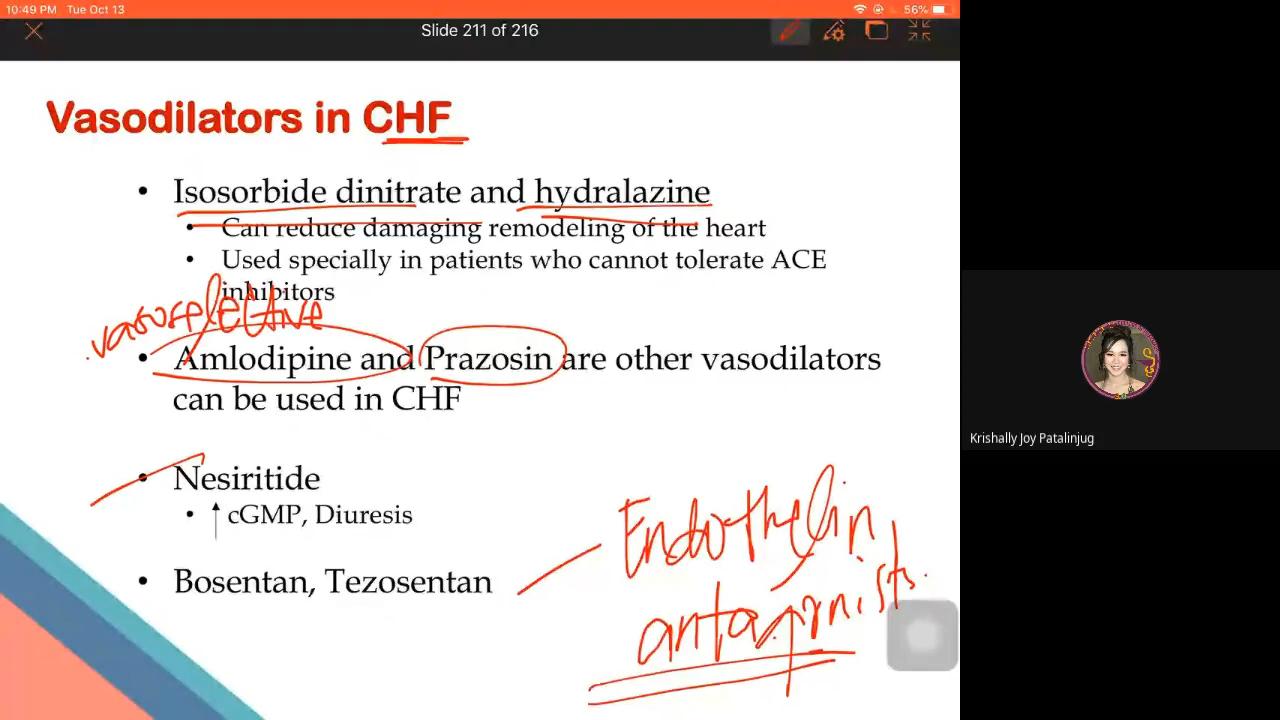 10:49 PM Tue Oct 13
56%
Slide 211 of 216
Vasodilators in CHF
• Isosorbide dinitrate and hydralazine
• Can reduce damaging remodeling of the heart
• Used specially in patients who cannot tolerate ACE
inhibitors
vasoselective
• Amlodipine and Prazosin are other vasodilators
can be used in CHF
• Nesiritide
• ↑ cGMP, Diuresis
Endothelin
• Bosentan, Tezosentan
antagonists.
Krishally Joy Patalinjug